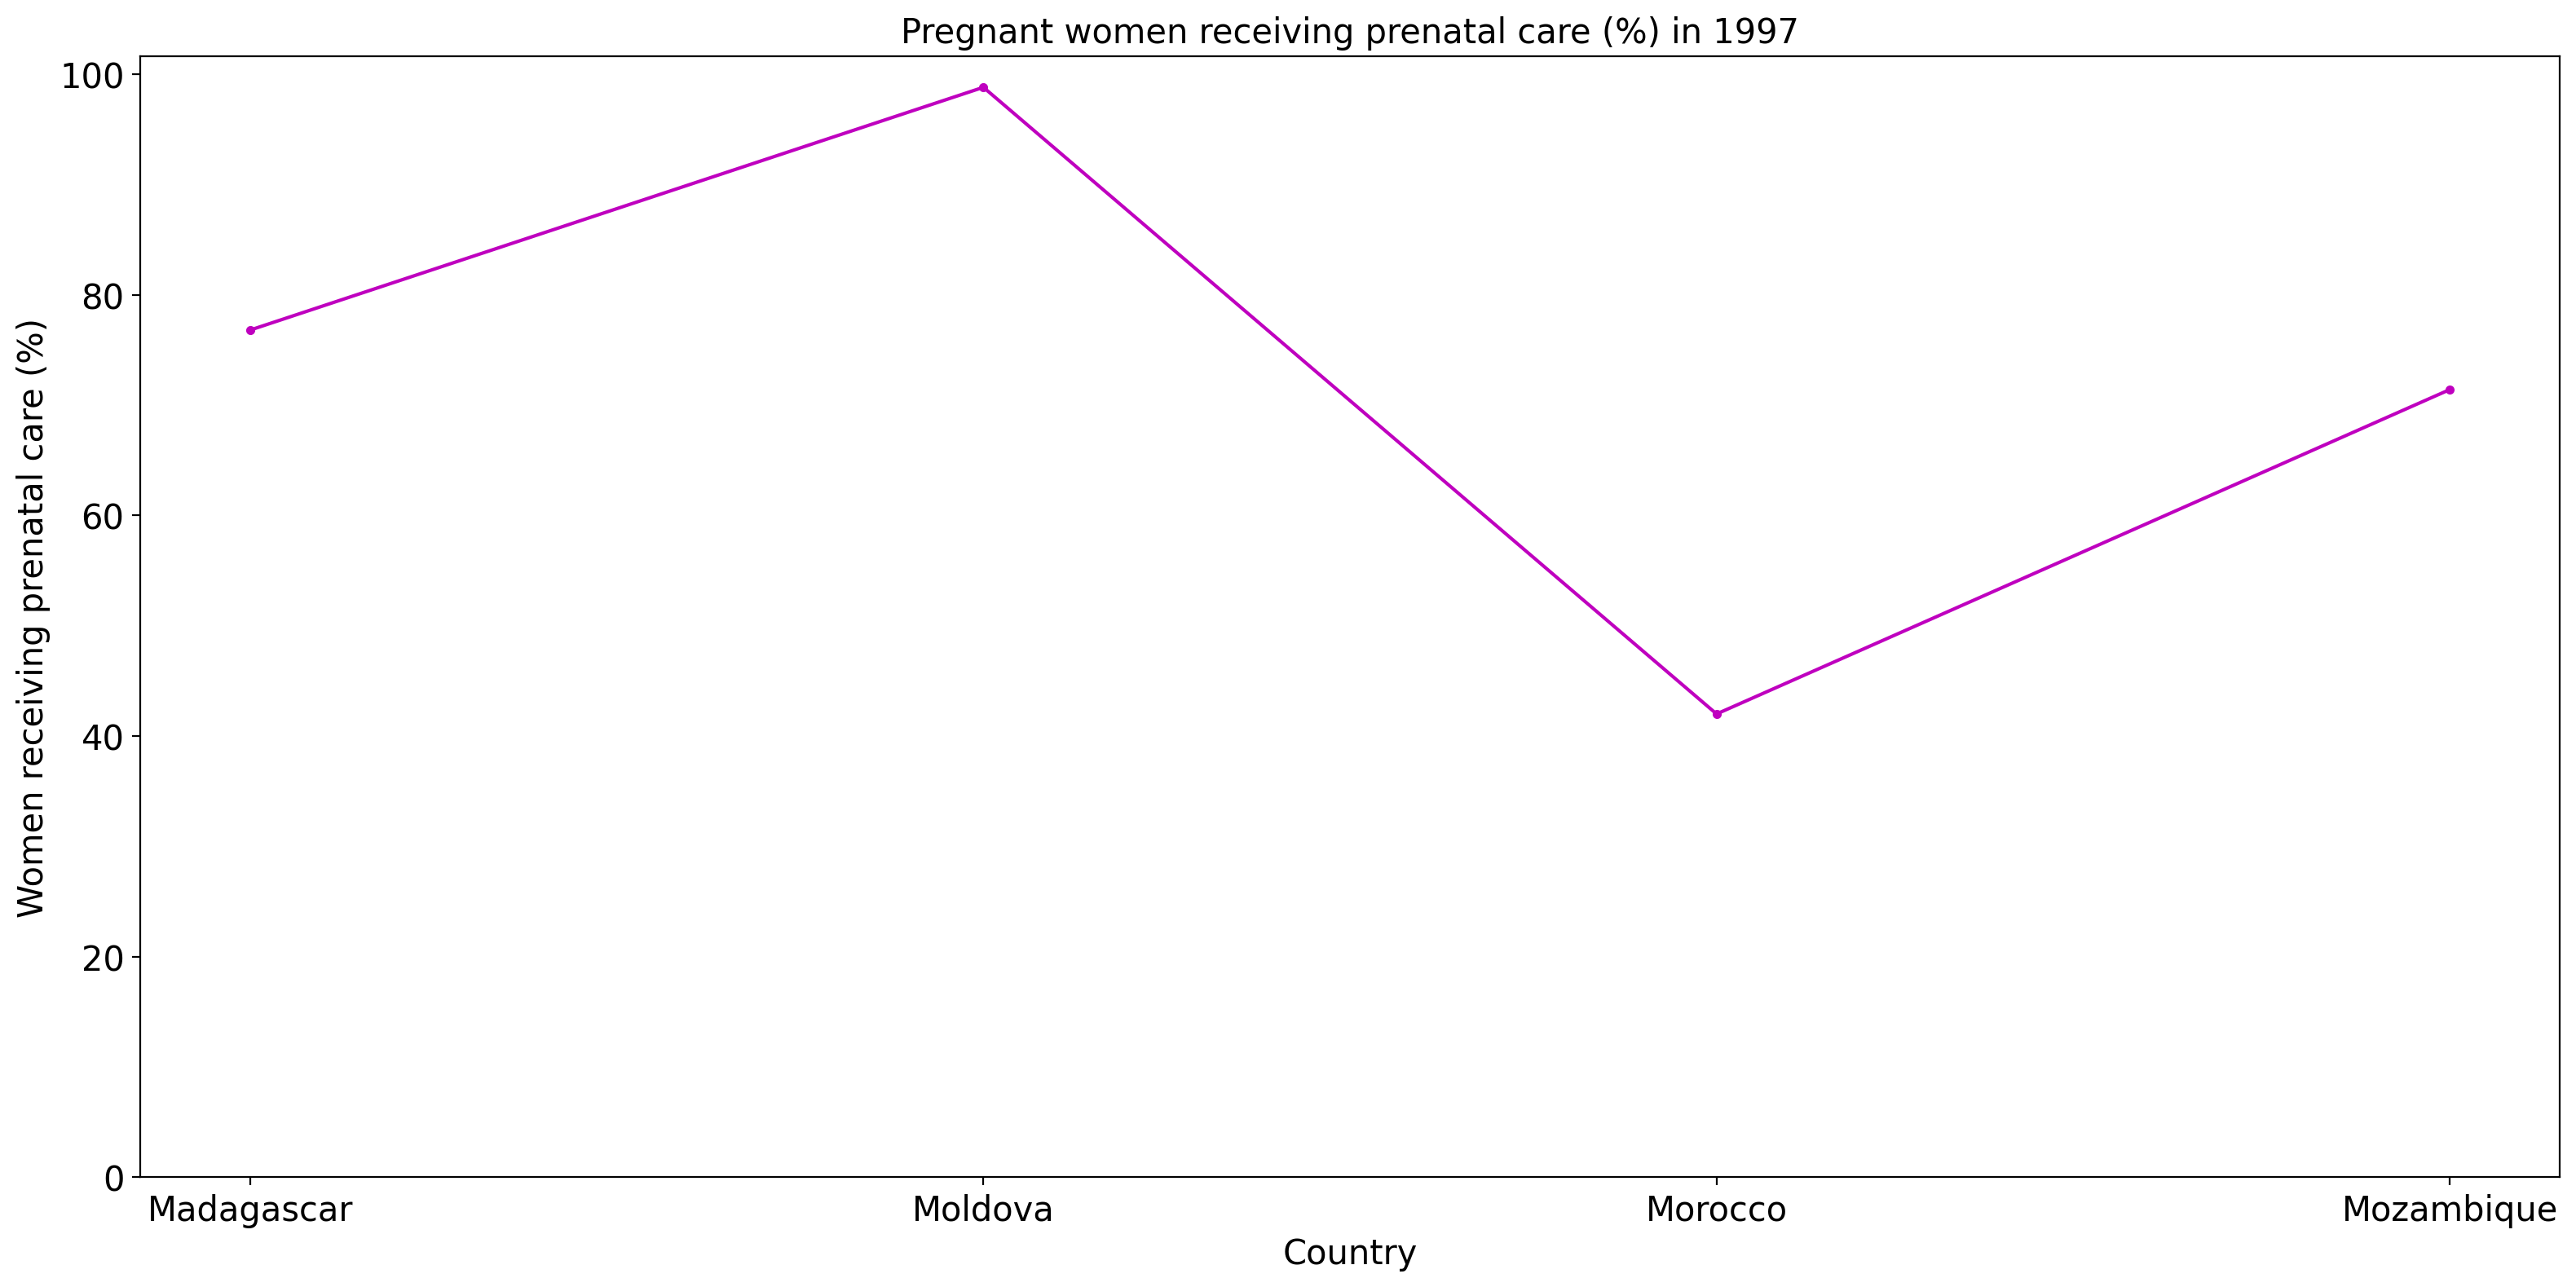 Pregnant women receiving prenatal care (%) in 1997
Women receiving prenatal care (%)
100
80
60
40
20
0
Madagascar
Moldova
Morocco
Mozambique
Country